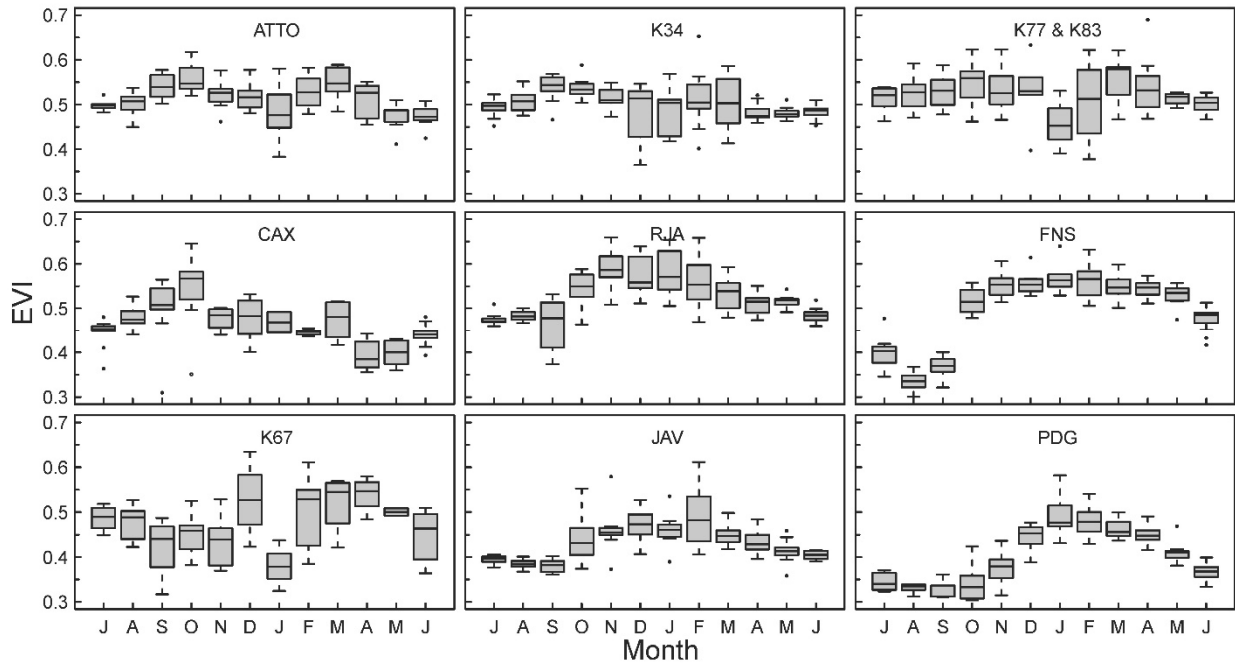 ATTO K34 K77 & K83
0.7
0.6
0.5
0.4
0.3
CAX RJA FNS
0.7
0.6
0.5
0.4
0.3
EVI
K67 JAV PDG
0.7
0.6
0.5
0.4
0.3
J A S O N D J F M A M J J A S O N D J F M A M J J A S O N D J F M A M J
Month